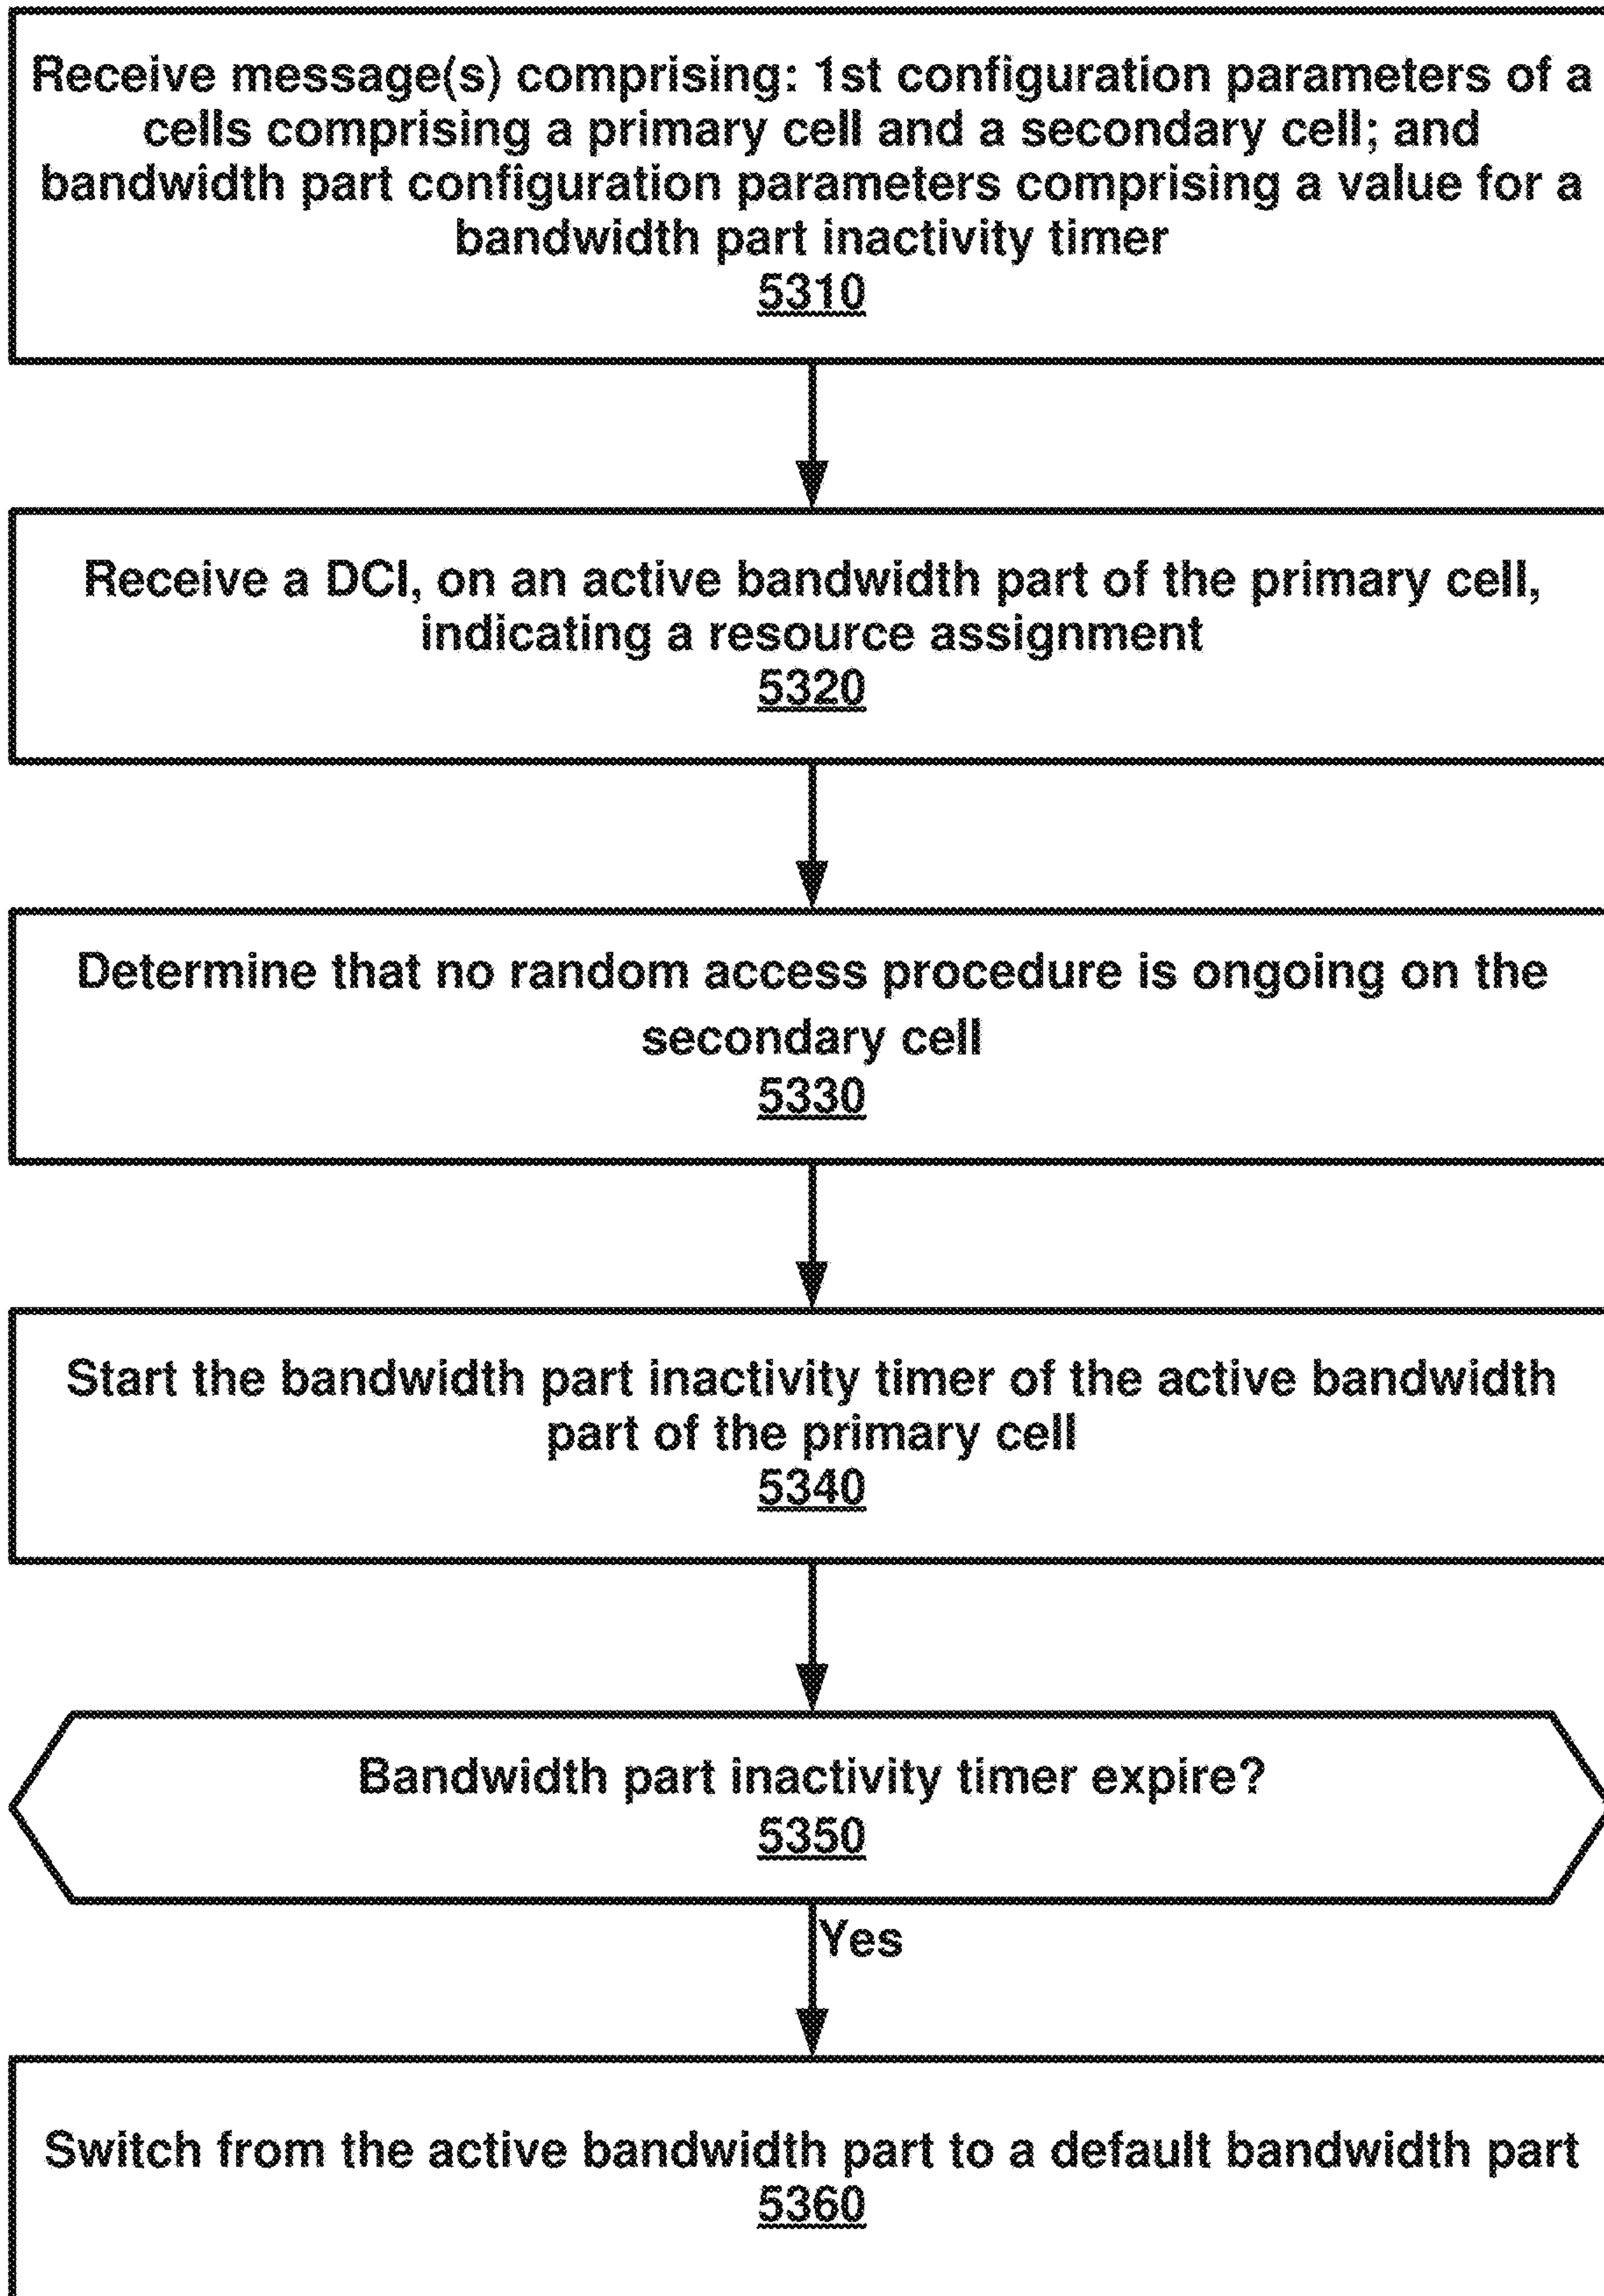 Receive message(s) comprising: 1st configuration parameters of a
cells comprising a primary cell and a secondary cell; and
bandwidth part configuration parameters comprising a value for a
bandwidth part inactivity timer
5310
Receive a DCI, on an active bandwidth part of the primary cell,
indicating a resource assignment
5320
Determine that no random access procedure is ongoing on the
secondary cell
5330
Start the bandwidth part inactivity timer of the active bandwidth
part of the primary cell
5340
Bandwidth part inactivity timer expire?
5350
Yes
Switch from the active bandwidth part to a default bandwidth part
5360